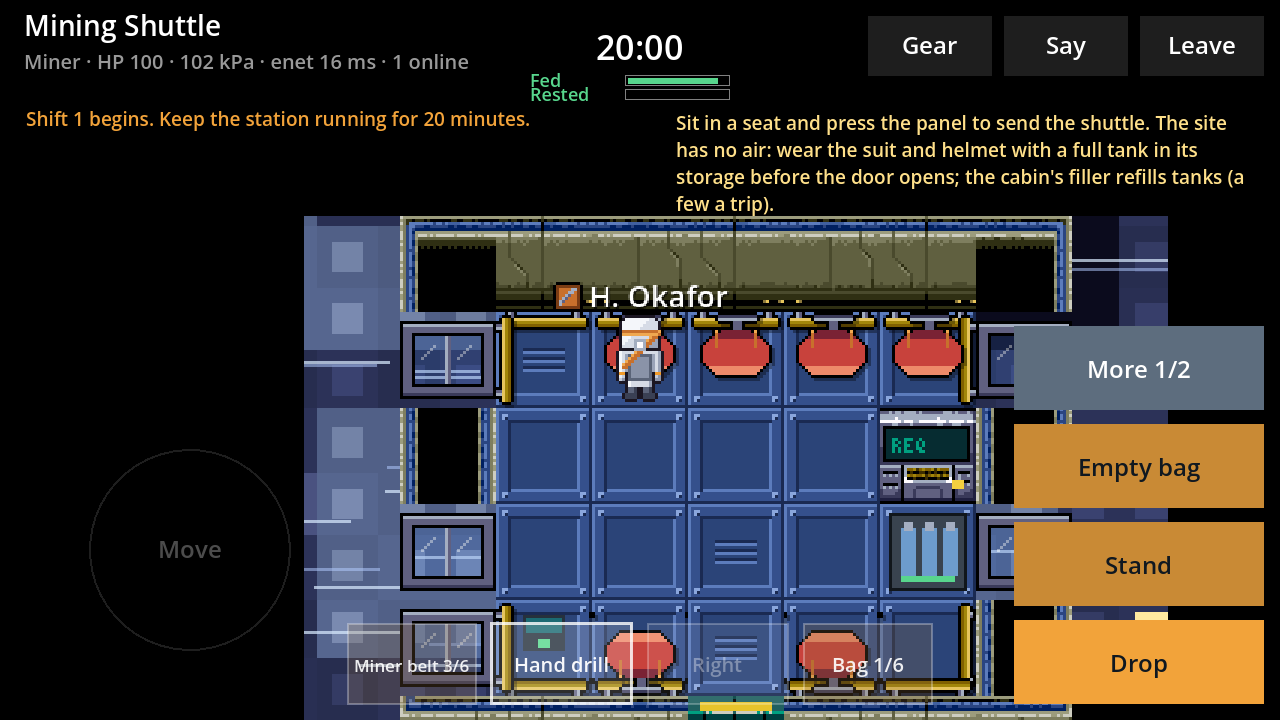 Mining Shuttle
Miner · HP 100 · 102 kPa · enet 16 ms · 1 online
20:00
Fed
Rested
Gear
Say
Leave
Shift 1 begins. Keep the station running for 20 minutes.
Sit in a seat and press the panel to send the shuttle. The site
has no air: wear the suit and helmet with a full tank in its
storage before the door opens; the cabin's filler refills tanks (a
few a trip).
H. Okafor
More 1/2
REQ
Empty bag
Move
Stand
Miner belt 3/6
Hand drill
Right
Bag 1/6
Drop